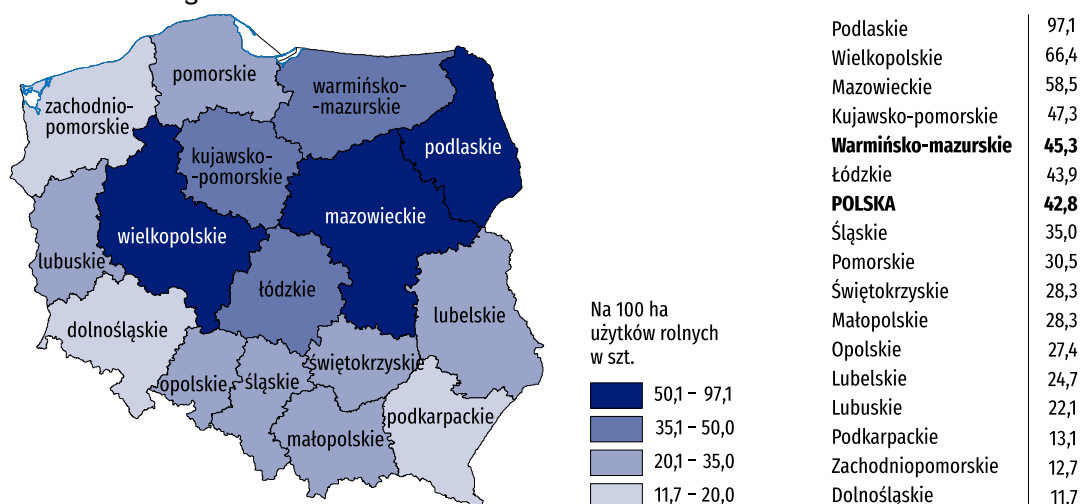 pomorskie
warmińsko-
-mazurskie
zachodnio-
pomorskie
podlaskie
kujawsko-
-pomorskie
mazowieckie
wielkopolskie
lubuskie
łódzkie
lubelskie
dolnośląskie
świętokrzyskie
opolskie
śląskie
podkarpackie
małopolskie
Na 100 ha
użytków rolnych
w szt.
50,1 – 97,1
35,1 – 50,0
20,1 – 35,0
11,7 – 20,0
Podlaskie 97,1
Wielkopolskie 66,4
Mazowieckie 58,5
Kujawsko-pomorskie 47,3
Warmińsko-mazurskie 45,3
Łódzkie 43,9
POLSKA 42,8
Śląskie 35,0
Pomorskie 30,5
Świętokrzyskie 28,3
Małopolskie 28,3
Opolskie 27,4
Lubelskie 24,7
Lubuskie 22,1
Podkarpackie 13,1
Zachodniopomorskie 12,7
Dolnośląskie 11,7